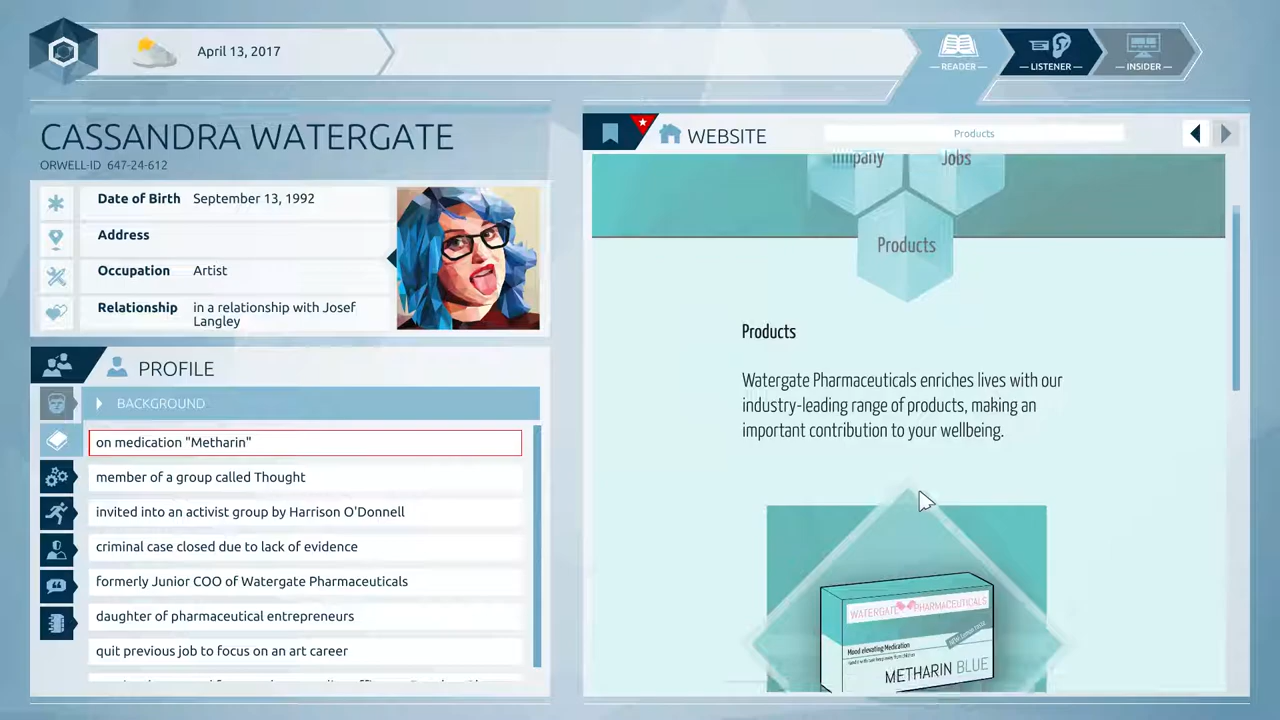 April 13, 2017
READER
LISTENER
INSIDER
CASSANDRA WATERGATE
ORWELL-ID 647-24-612
Date of Birth September 13, 1992
Address
Occupation Artist
Relationship in a relationship with Josef
Langley
PROFILE
BACKGROUND
on medication "Metharin"
member of a group called Thought
invited into an activist group by Harrison O'Donnell
criminal case closed due to lack of evidence
formerly Junior COO of Watergate Pharmaceuticals
daughter of pharmaceutical entrepreneurs
quit previous job to focus on an art career
WEBSITE
Products
Company
Jobs
Products
Products
Watergate Pharmaceuticals enriches lives with our
industry-leading range of products, making an
important contribution to your wellbeing.
WATERGATE PHARMACEUTICALS
Mood elevating Medication
METHARIN BLUE